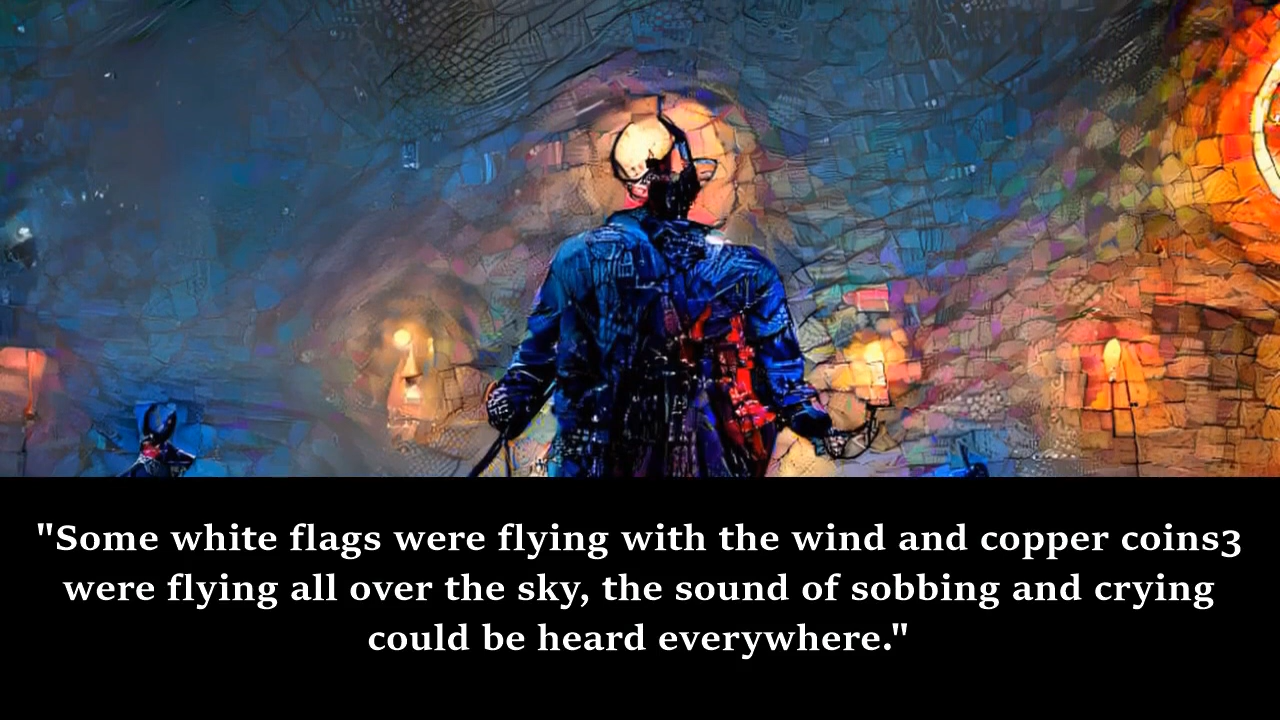 "Some white flags were flying with the wind and copper coins3
were flying all over the sky, the sound of sobbing and crying
could be heard everywhere."